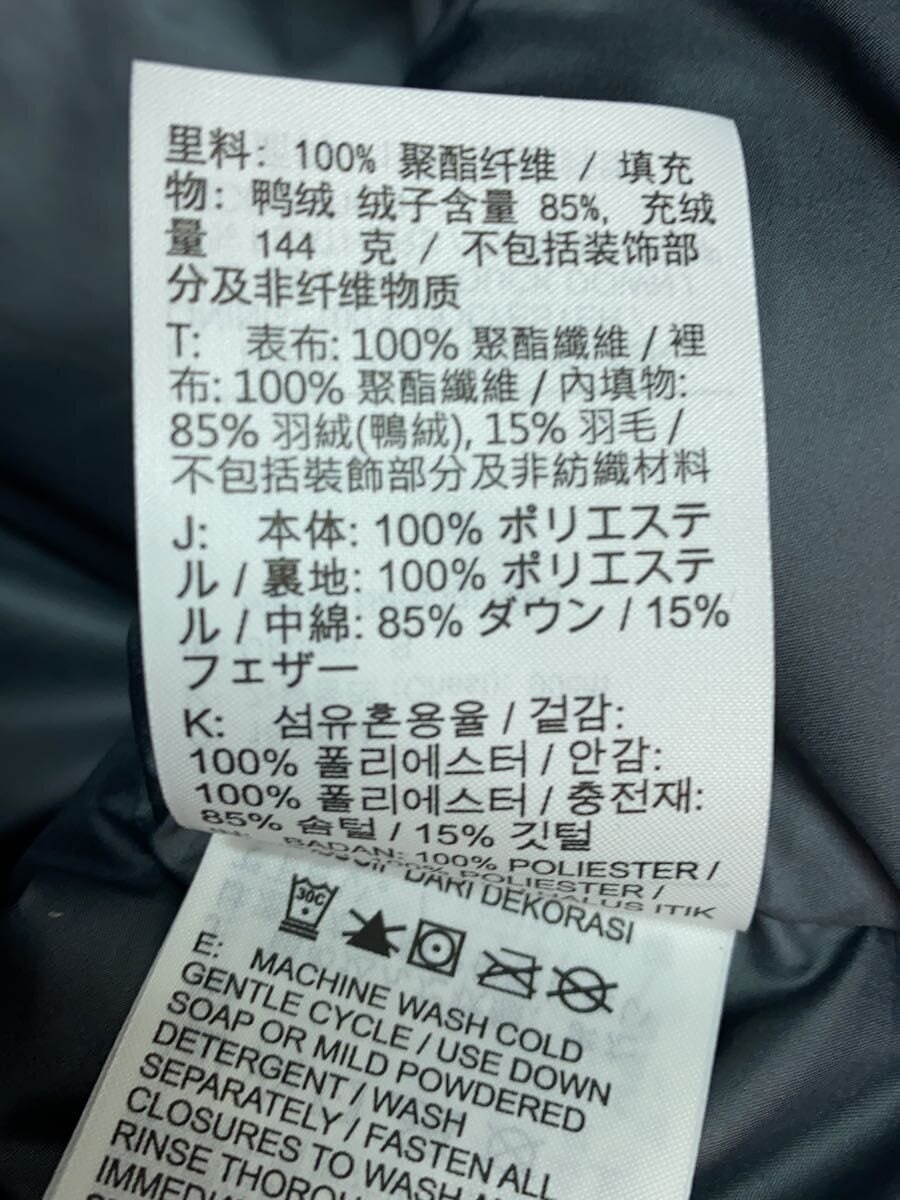 里料: 100% 聚酯纤维 / 填充
物: 鸭绒 绒子含量 85%, 充绒
量 144 克 / 不包括装饰部
分及非纤维物质
T: 表布: 100% 聚酯纖維 / 裡
布: 100% 聚酯纖維 / 內填物:
85% 羽絨(鴨絨), 15% 羽毛 /
不包括裝飾部分及非紡織材料
J: 本体: 100% ポリエステ
ル / 裏地: 100% ポリエステ
ル / 中綿: 85% ダウン / 15%
フェザー
K: 섬유혼용율 / 겉감:
100% 폴리에스터 / 안감:
100% 폴리에스터 / 충전재:
85% 솜털 / 15% 깃털
BADAN: 100% POLIESTER /
100% POLIESTER /
HALUS ITIK
DARI DEKORASI
30C
E: MACHINE WASH COLD
GENTLE CYCLE / USE DOWN
SOAP OR MILD POWDERED
DETERGENT / WASH
SEPARATELY / FASTEN ALL
CLOSURES TO WASH
RINSE